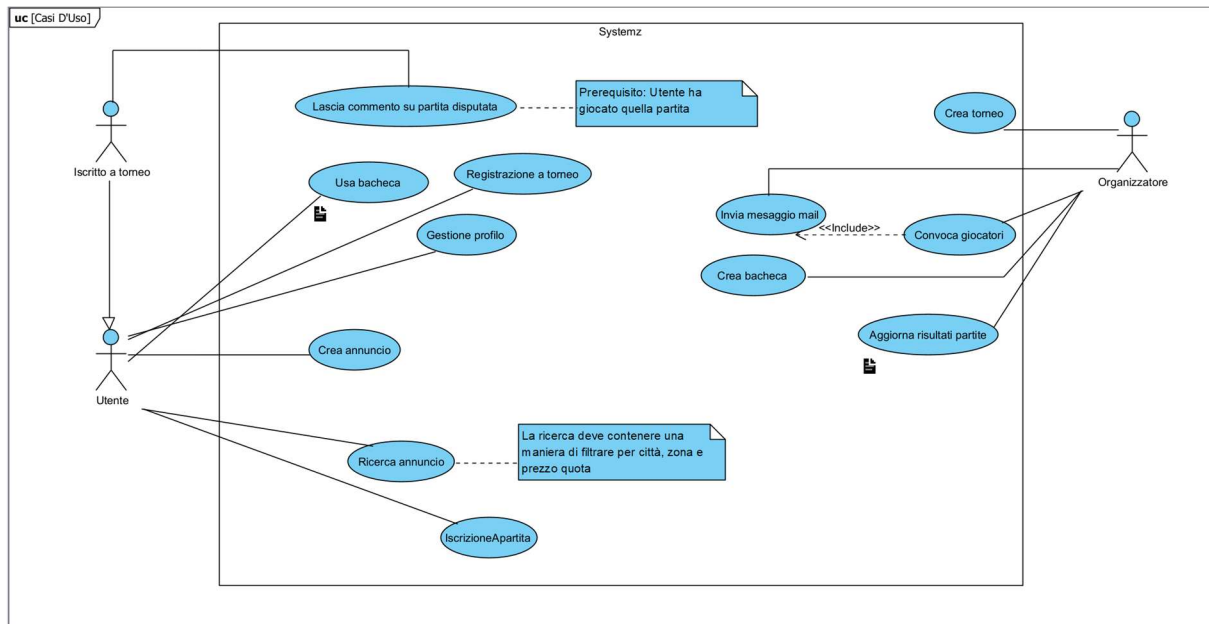 uc [Casi D'Uso]
Systemz
Lascia commento su partita disputata
Prerequisito: Utente ha
giocato quella partita
Crea torneo
Iscritto a torneo
Organizzatore
Usa bacheca
Registrazione a torneo
Invia mesaggio mail
<<Include>>
Convoca giocatori
Gestione profilo
Crea bacheca
Aggiorna risultati partite
Crea annuncio
Utente
La ricerca deve contenere una
maniera di filtrare per città, zona e
prezzo quota
Ricerca annuncio
IscrizioneApartita